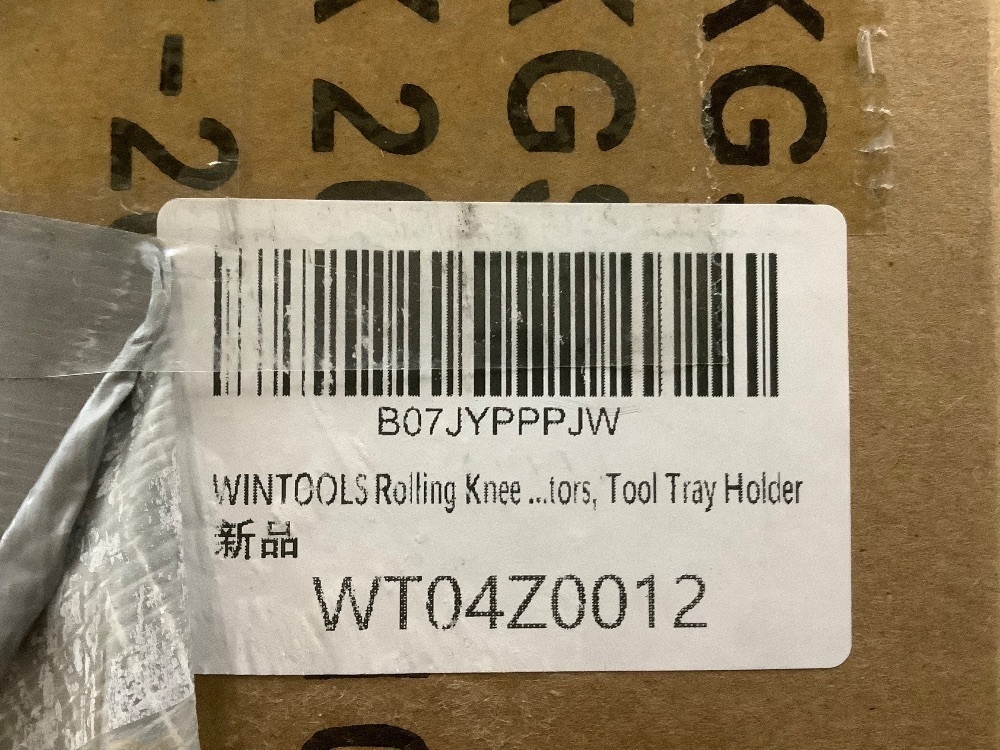 B07JYPPPJW
WINTOOLS Rolling Knee ...tors, Tool Tray Holder
新品
WT04Z0012